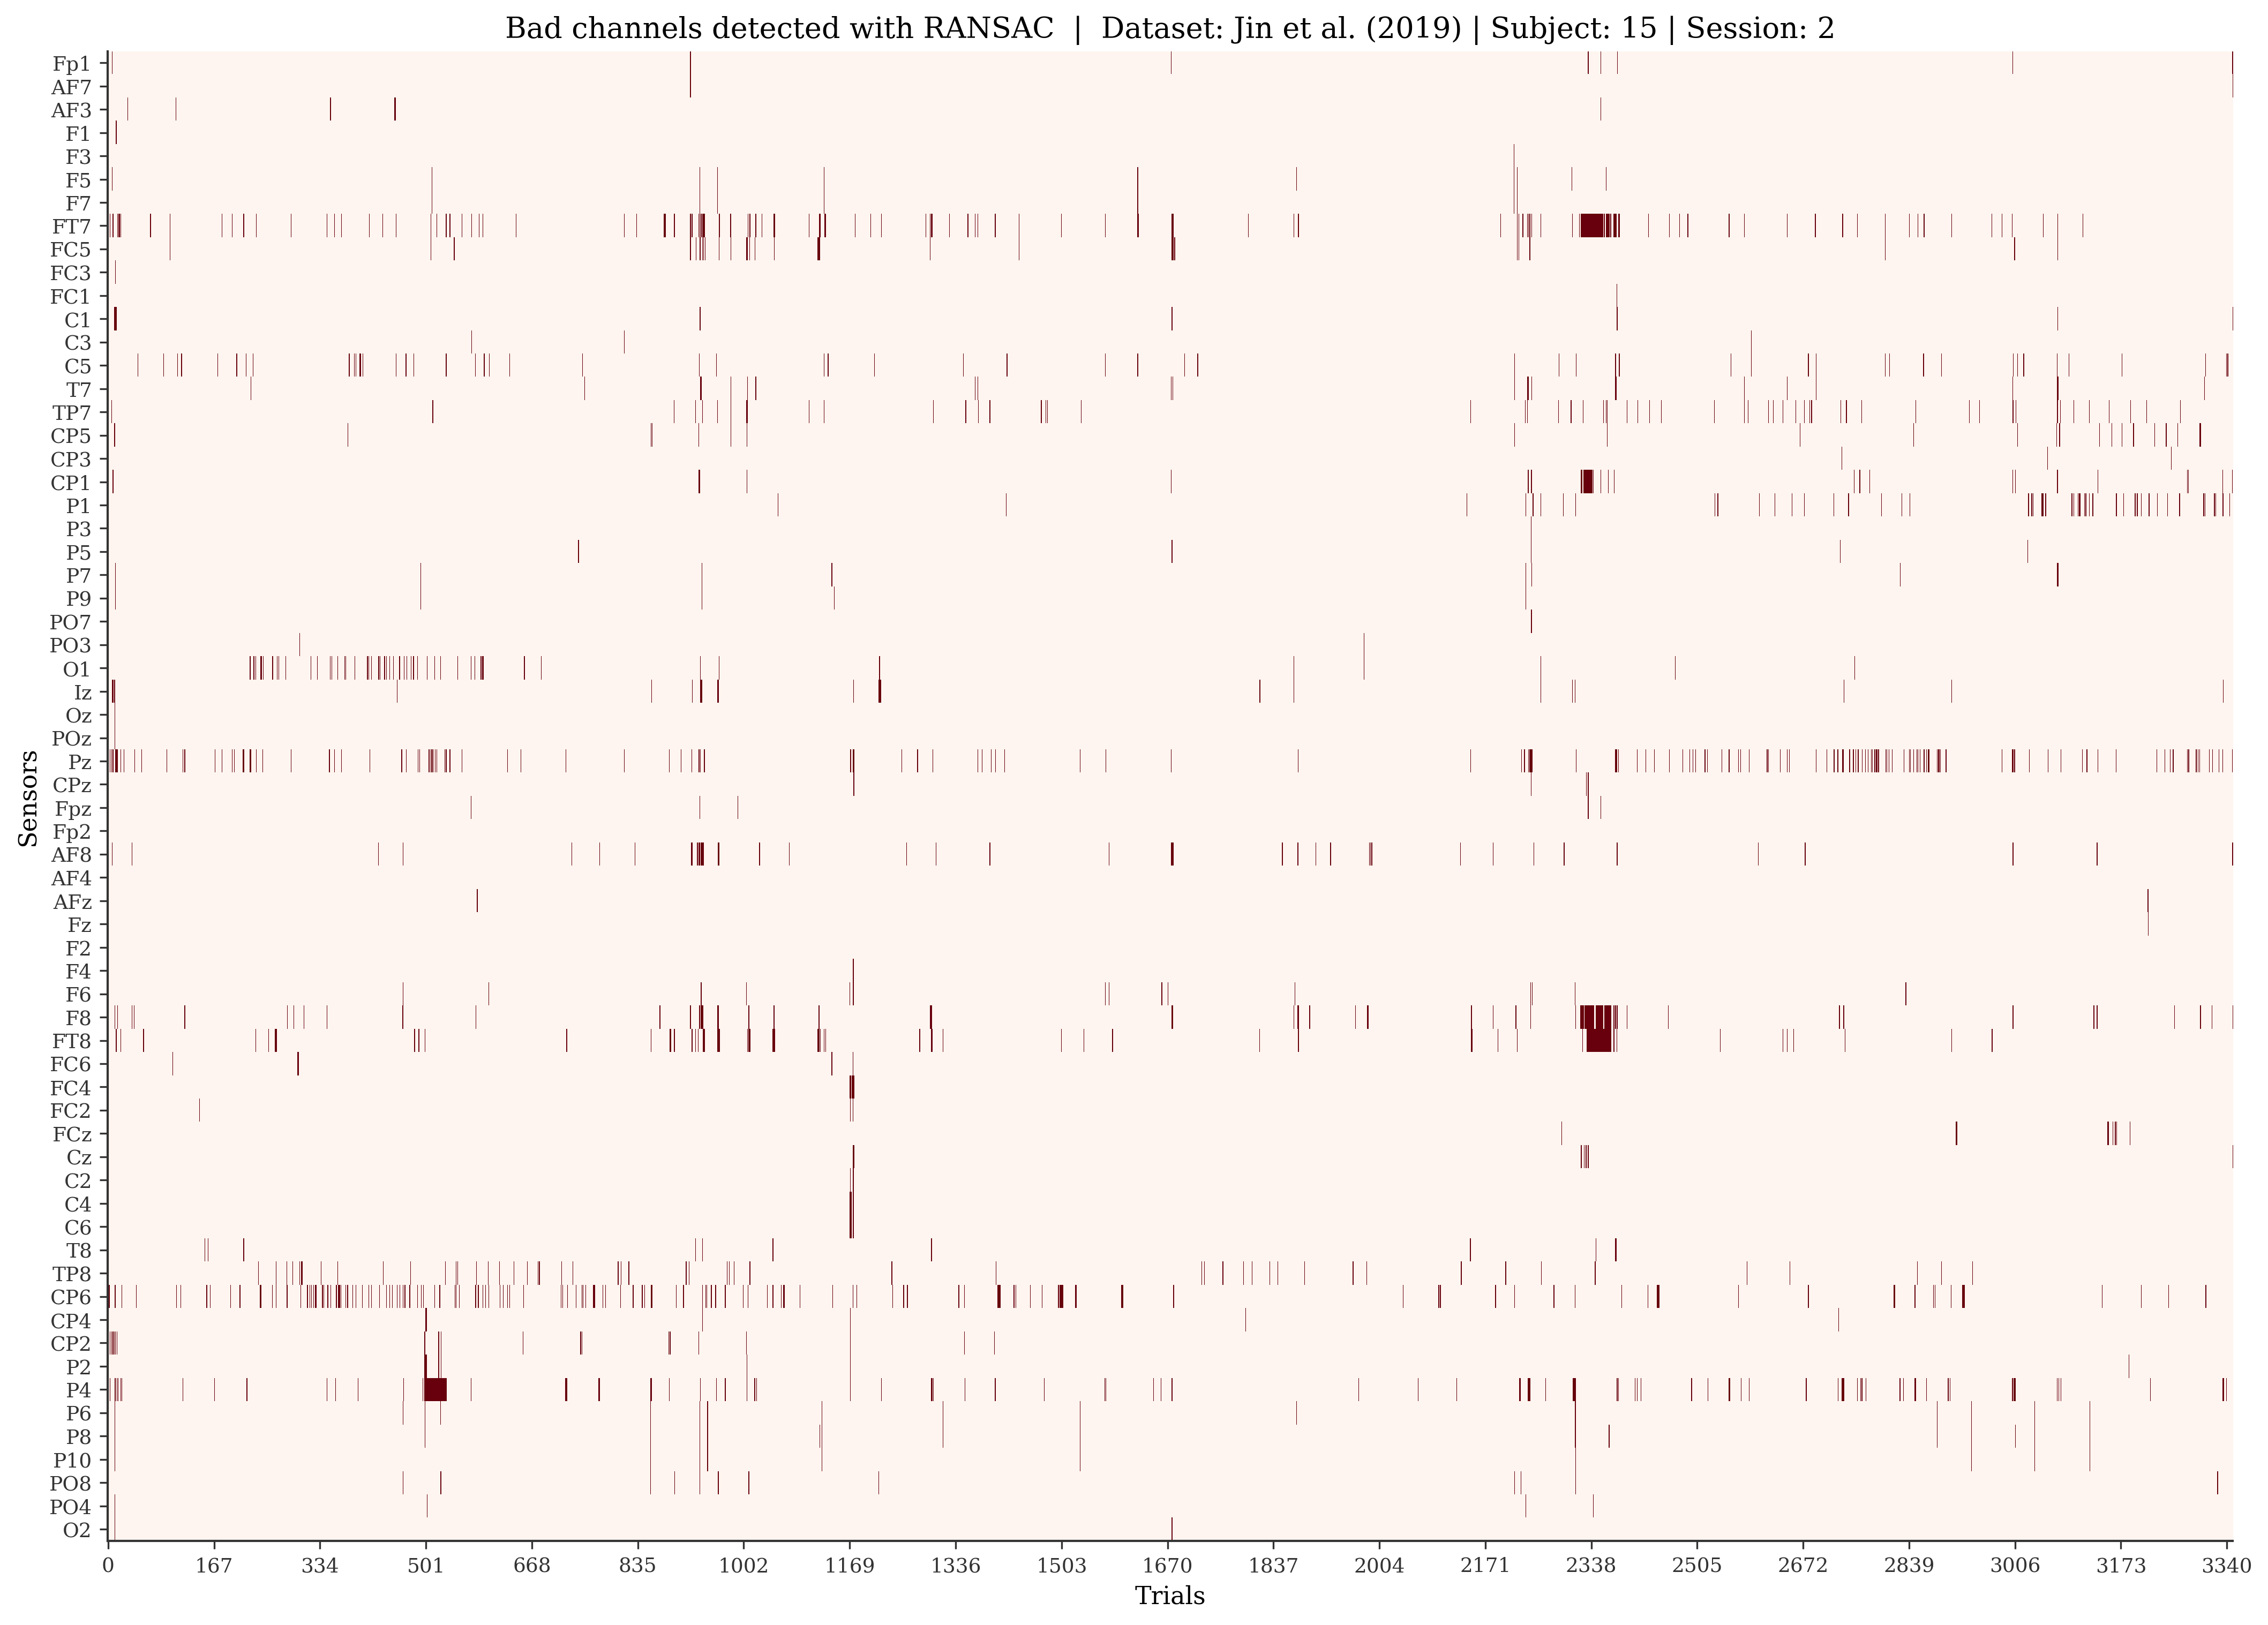 Bad channels detected with RANSAC | Dataset: Jin et al. (2019) | Subject: 15 | Session: 2
Sensors
Fp1
AF7
AF3
F1
F3
F5
F7
FT7
FC5
FC3
FC1
C1
C3
C5
T7
TP7
CP5
CP3
CP1
P1
P3
P5
P7
P9
PO7
PO3
O1
Iz
Oz
POz
Pz
CPz
Fpz
Fp2
AF8
AF4
AFz
Fz
F2
F4
F6
F8
FT8
FC6
FC4
FC2
FCz
Cz
C2
C4
C6
T8
TP8
CP6
CP4
CP2
P2
P4
P6
P8
P10
PO8
PO4
O2
0 167 334 501 668 835 1002 1169 1336 1503 1670 1837 2004 2171 2338 2505 2672 2839 3006 3173 3340
Trials